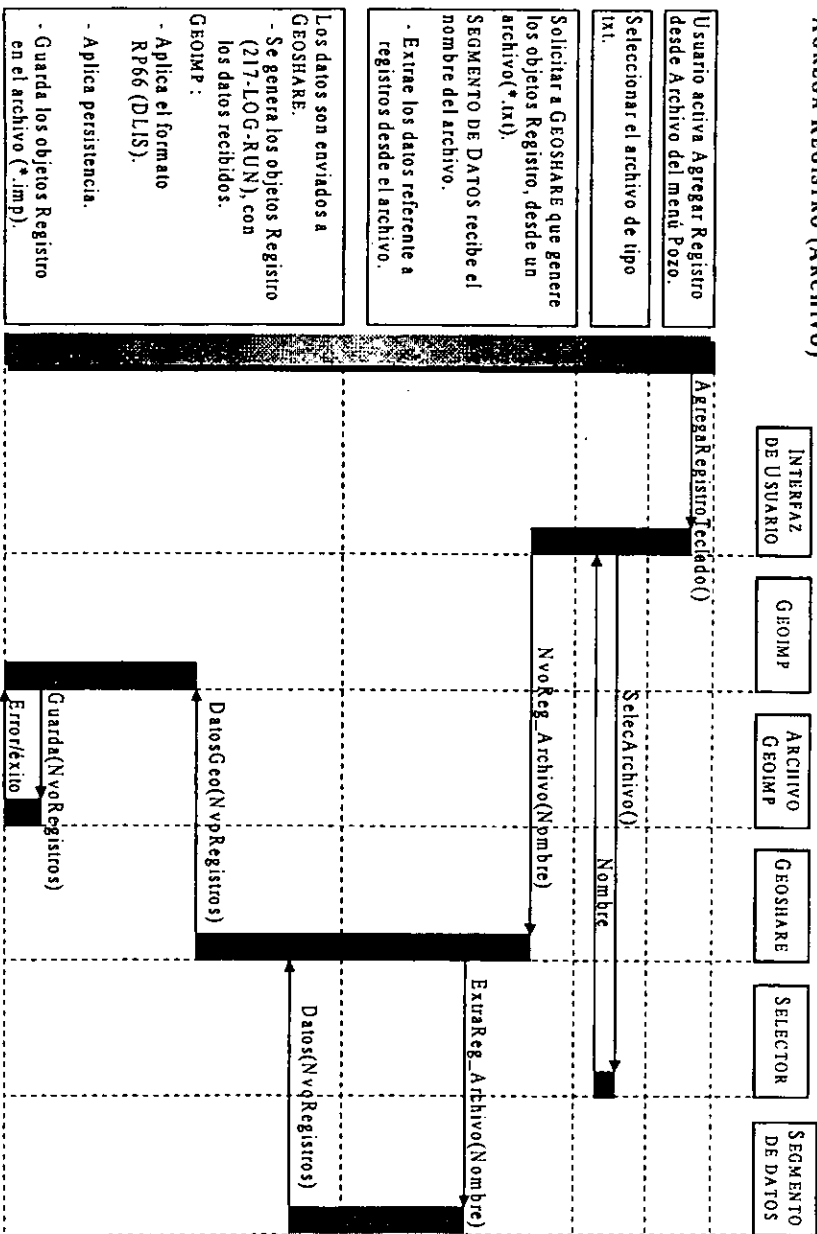 AGREGA REGISTRO (ARCHIVO)
INTERFAZ
DE USUARIO
GEOIMP
ARCHIVO
GEOIMP
GEOSHARE
SELECTOR
SEGMENTO
DE DATOS
Usuario activa Agregar Registro
desde Archivo del menú Pozo.
Seleccionar el archivo de tipo
txt.
Solicitar a GEOSHARE que genere
los objetos Registro, desde un
archivo(*.txt).
SEGMENTO DE DATOS recibe el
nombre del archivo.
- Extrae los datos referente a
registros desde el archivo.
Los datos son enviados a
GEOSHARE.
- Se genera los objetos Registro
(217-LOG-RUN), con
los datos recibidos.
GEOIMP :
- Aplica el formato
RP66 (DLIS).
- Aplica persistencia.
- Guarda los objetos Registro
en el archivo (*.imp).
AgregaRegistroTeclado()
SelecArchivo()
Nombre
NvoReg_Archivo(Nombre)
ExtraReg_Archivo(Nombre)
Datos(NvoRegistros)
DatosGeo(NvoRegistros)
Guarda(NvoRegistros)
Error/éxito